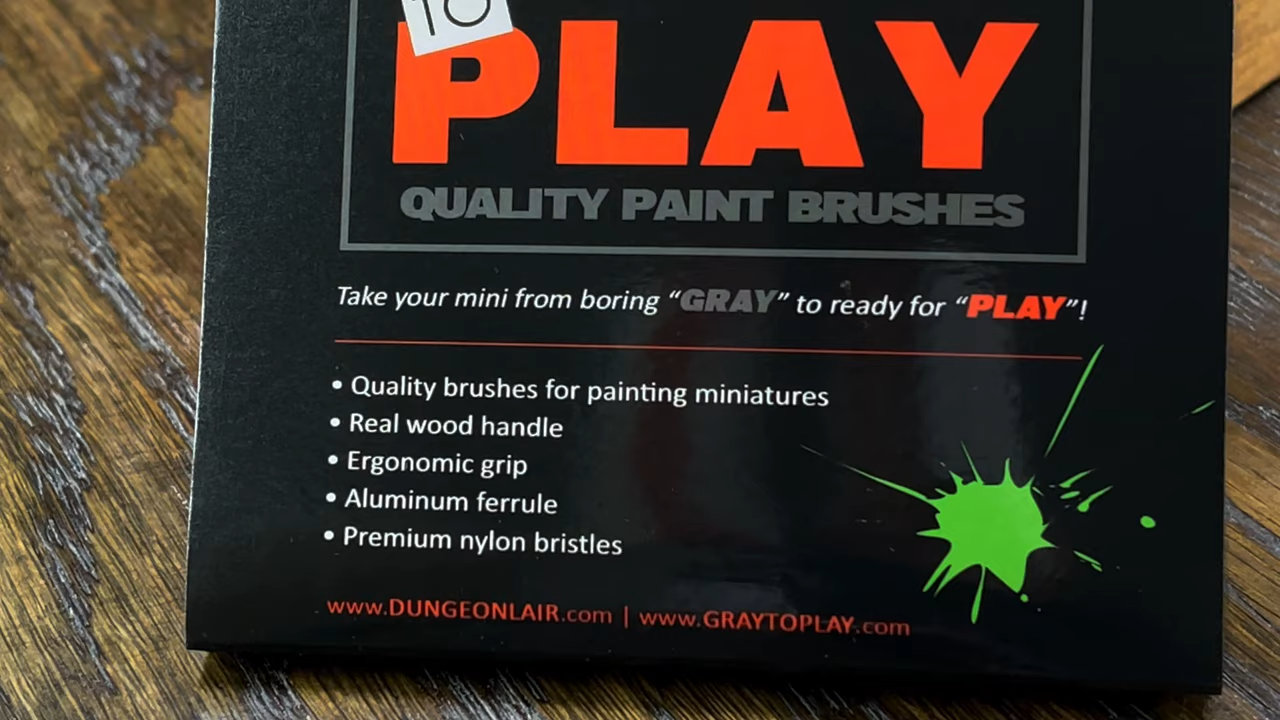 TO
PLAY
QUALITY PAINT BRUSHES
Take your mini from boring “GRAY” to ready for “PLAY”!
• Quality brushes for painting miniatures
• Real wood handle
• Ergonomic grip
• Aluminum ferrule
• Premium nylon bristles
www.DUNGEONLAIR.com | www.GRAYTOPLAY.com